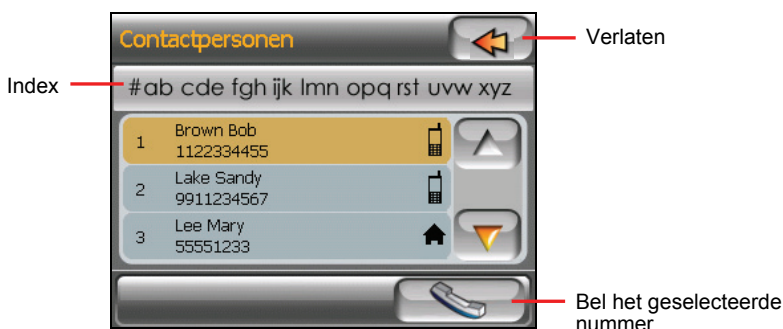 Contactpersonen
Verlaten
Index
#ab cde fgh ijk lmn opq rst uvw xyz
1
Brown Bob
1122334455
2
Lake Sandy
9911234567
3
Lee Mary
55551233
Bel het geselecteerde
nummer